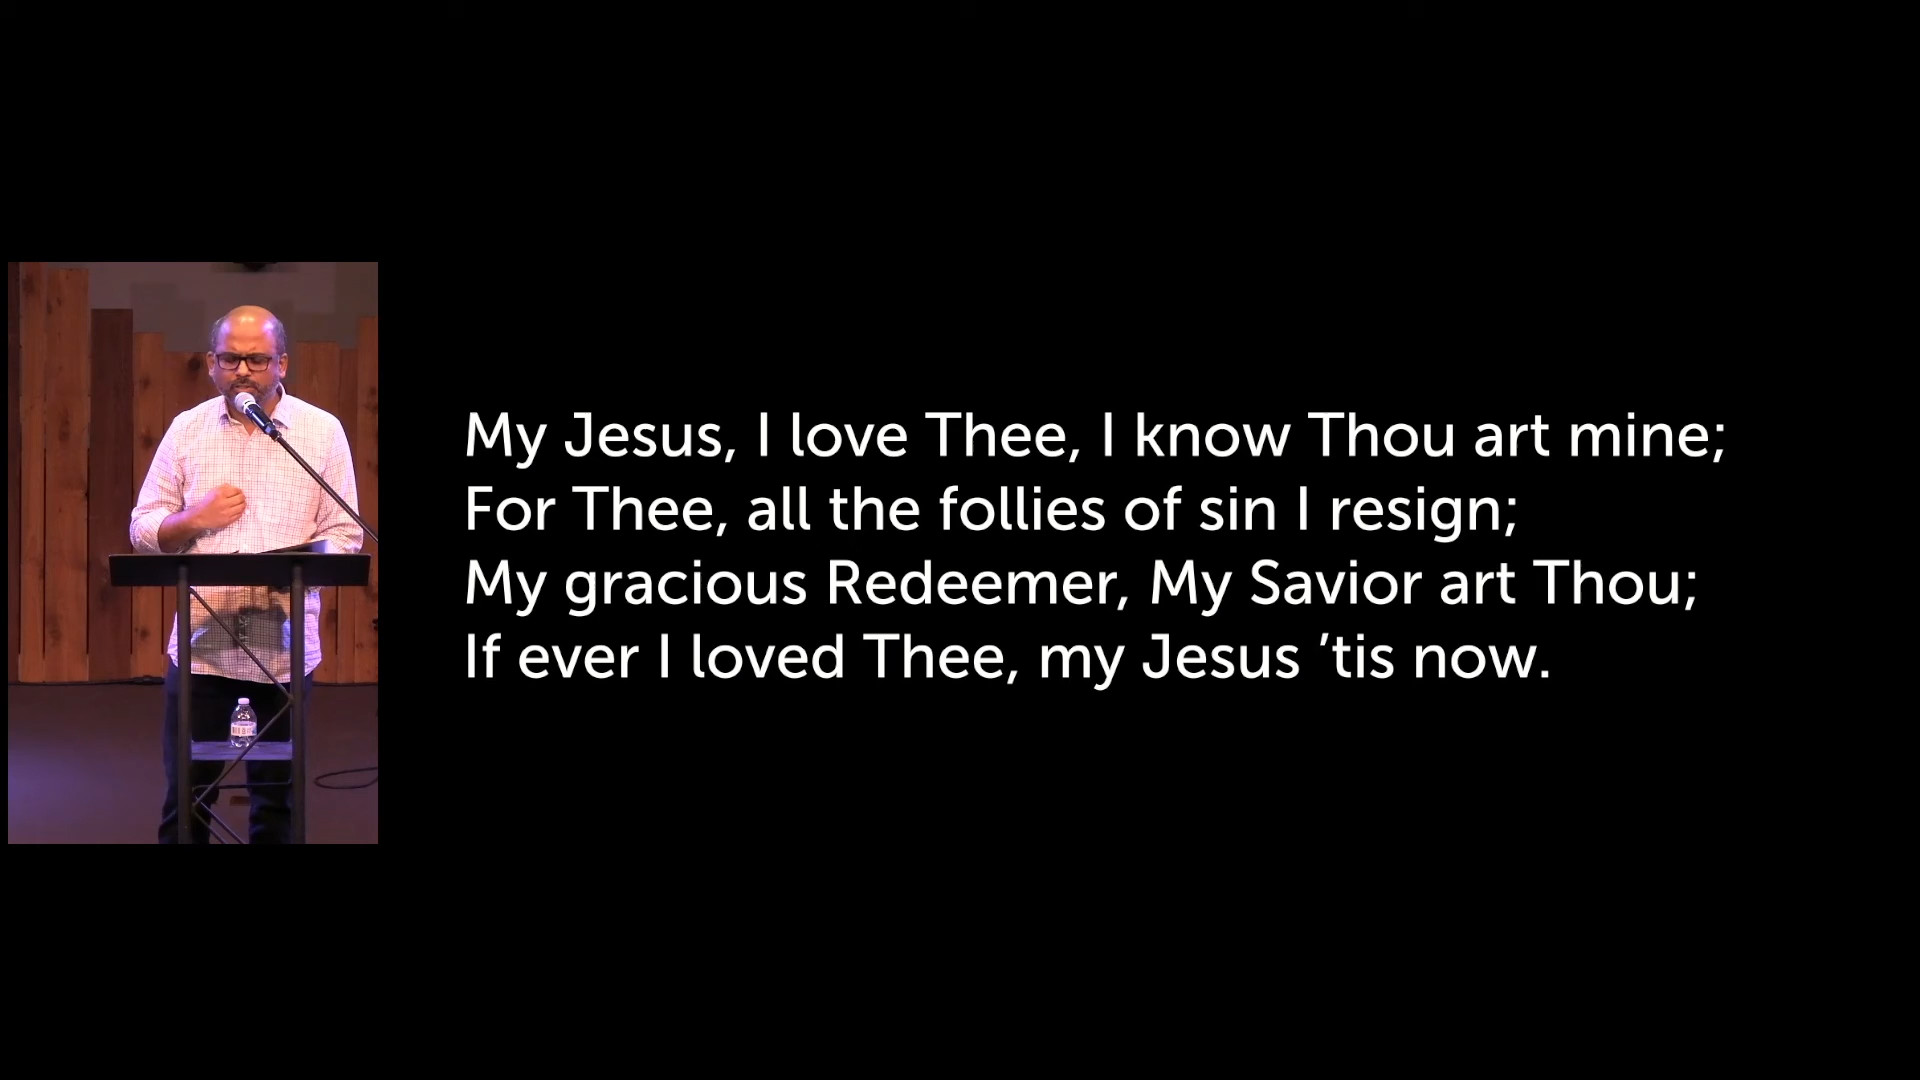 My Jesus, I love Thee, I know Thou art mine;
For Thee, all the follies of sin I resign;
My gracious Redeemer, My Savior art Thou;
If ever I loved Thee, my Jesus ’tis now.